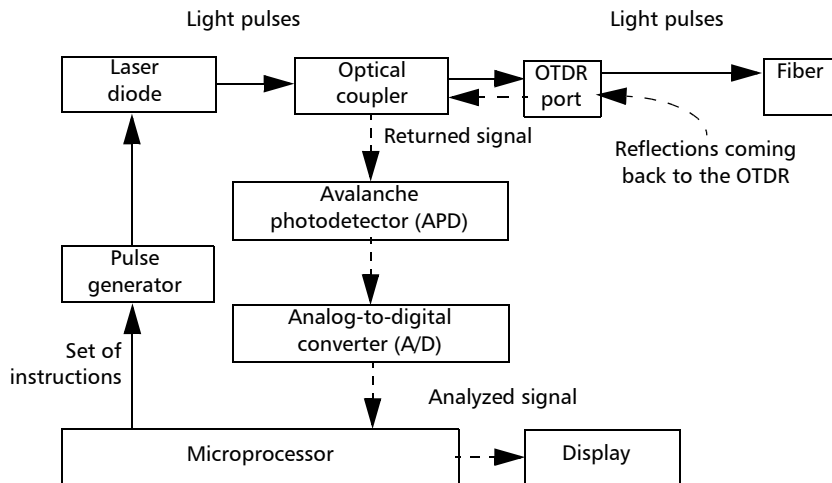 Light pulses
Light pulses
Laser
diode
Optical
coupler
OTDR
port
Fiber
Returned signal
Reflections coming
back to the OTDR
Avalanche
photodetector (APD)
Pulse
generator
Analog-to-digital
converter (A/D)
Set of
instructions
Analyzed signal
Microprocessor
Display